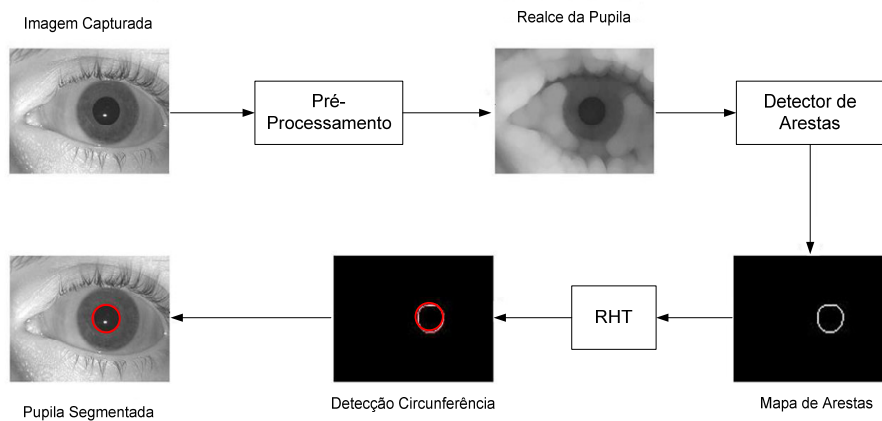 Imagem Capturada
Realce da Pupila
Pré-
Processamento
Detector de
Arestas
RHT
Pupila Segmentada
Detecção Circunferência
Mapa de Arestas